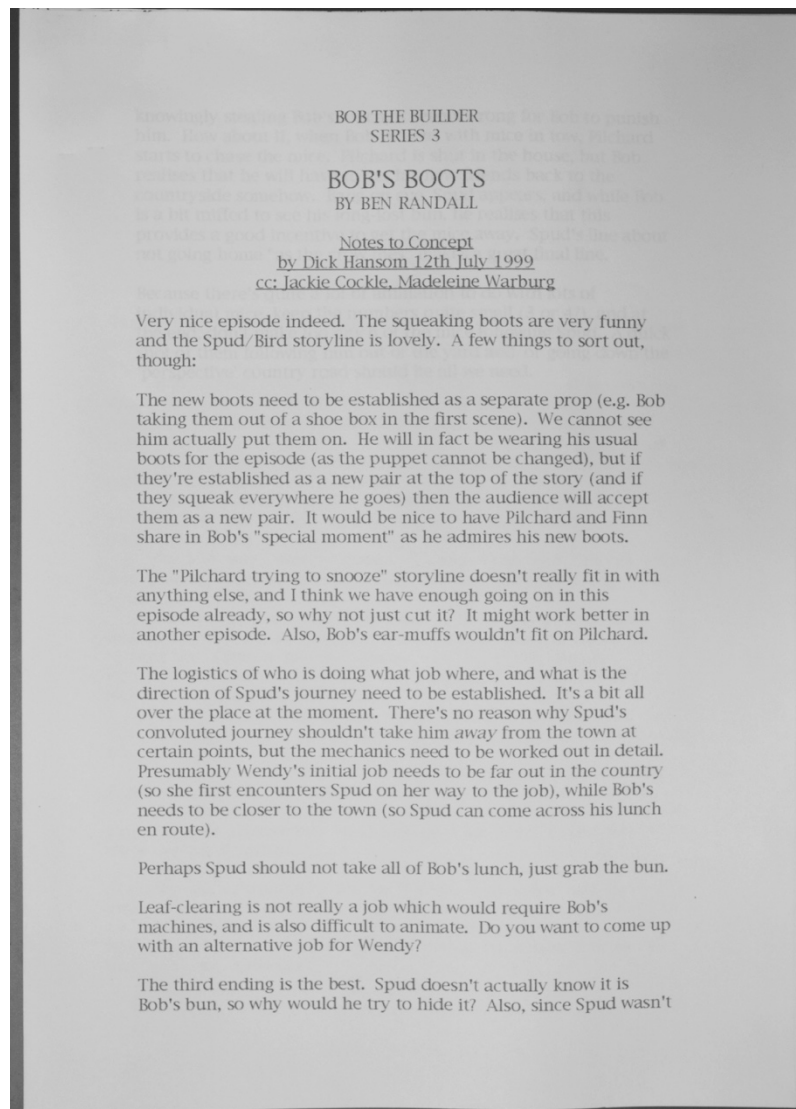 BOB THE BUILDER
SERIES 3
BOB'S BOOTS
BY BEN RANDALL
Notes to Concept
by Dick Hansom 12th July 1999
cc: Jackie Cockle, Madeleine Warburg
Very nice episode indeed. The squeaking boots are very funny
and the Spud/Bird storyline is lovely. A few things to sort out,
though:
The new boots need to be established as a separate prop (e.g. Bob
taking them out of a shoe box in the first scene). We cannot see
him actually put them on. He will in fact be wearing his usual
boots for the episode (as the puppet cannot be changed), but if
they're established as a new pair at the top of the story (and if
they squeak everywhere he goes) then the audience will accept
them as a new pair. It would be nice to have Pilchard and Finn
share in Bob's "special moment" as he admires his new boots.
The "Pilchard trying to snooze" storyline doesn't really fit in with
anything else, and I think we have enough going on in this
episode already, so why not just cut it? It might work better in
another episode. Also, Bob's ear-muffs wouldn't fit on Pilchard.
The logistics of who is doing what job where, and what is the
direction of Spud's journey need to be established. It's a bit all
over the place at the moment. There's no reason why Spud's
convoluted journey shouldn't take him away from the town at
certain points, but the mechanics need to be worked out in detail.
Presumably Wendy's initial job needs to be far out in the country
(so she first encounters Spud on her way to the job), while Bob's
needs to be closer to the town (so Spud can come across his lunch
en route).
Perhaps Spud should not take all of Bob's lunch, just grab the bun.
Leaf-clearing is not really a job which would require Bob's
machines, and is also difficult to animate. Do you want to come up
with an alternative job for Wendy?
The third ending is the best. Spud doesn't actually know it is
Bob's bun, so why would he try to hide it? Also, since Spud wasn't